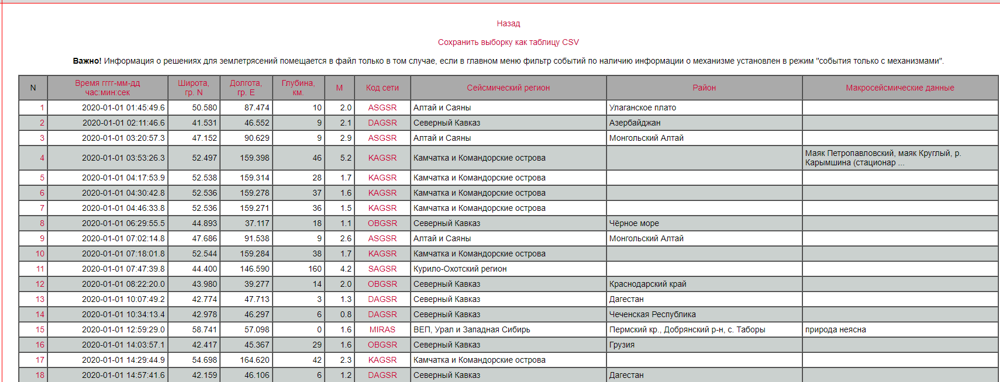 Назад
Сохранить выборку как таблицу CSV
Важно! Информация о решениях для землетрясений помещается в файл только в том случае, если в главном меню фильтр событий по наличию информации о механизме установлен в режим "события только с механизмами".
N Время гггг-мм-дд час:мин:сек Широта, гр. N Долгота, гр. E Глубина, км. M Код сети Сейсмический регион Район Макросейсмические данные
1 2020-01-01 01:45:49.6 50.580 87.474 10 2.0 ASGSR Алтай и Саяны Улаганское плато
2 2020-01-01 02:11:46.6 41.531 46.552 9 2.1 DAGSR Северный Кавказ Азербайджан
3 2020-01-01 03:20:57.3 47.152 90.629 9 2.9 ASGSR Алтай и Саяны Монгольский Алтай
4 2020-01-01 03:53:26.3 52.497 159.398 46 5.2 KAGSR Камчатка и Командорские острова Маяк Петропавловский, маяк Круглый, р. Карымшина (стационар ...
5 2020-01-01 04:17:53.9 52.538 159.314 28 1.7 KAGSR Камчатка и Командорские острова
6 2020-01-01 04:30:42.8 52.536 159.278 37 1.6 KAGSR Камчатка и Командорские острова
7 2020-01-01 04:46:33.8 52.536 159.271 36 1.5 KAGSR Камчатка и Командорские острова
8 2020-01-01 06:29:55.5 44.893 37.117 18 1.1 OBGSR Северный Кавказ Чёрное море
9 2020-01-01 07:02:14.8 47.686 91.538 9 2.6 ASGSR Алтай и Саяны Монгольский Алтай
10 2020-01-01 07:18:01.8 52.544 159.284 38 1.7 KAGSR Камчатка и Командорские острова
11 2020-01-01 07:47:39.8 44.400 146.590 160 4.2 SAGSR Курило-Охотский регион
12 2020-01-01 08:22:20.0 43.980 39.277 14 2.0 OBGSR Северный Кавказ Краснодарский край
13 2020-01-01 10:07:49.2 42.774 47.713 3 1.3 DAGSR Северный Кавказ Дагестан
14 2020-01-01 10:34:13.4 42.978 46.297 6 0.8 DAGSR Северный Кавказ Чеченская Республика
15 2020-01-01 12:59:29.0 58.741 57.098 0 1.6 MIRAS ВЕП, Урал и Западная Сибирь Пермский кр., Добрянский р-н, с. Таборы природа неясна
16 2020-01-01 14:03:57.1 42.417 45.367 29 1.6 OBGSR Северный Кавказ Грузия
17 2020-01-01 14:29:44.9 54.698 164.620 42 2.3 KAGSR Камчатка и Командорские острова
18 2020-01-01 14:57:41.6 42.159 46.106 6 1.2 DAGSR Северный Кавказ Дагестан